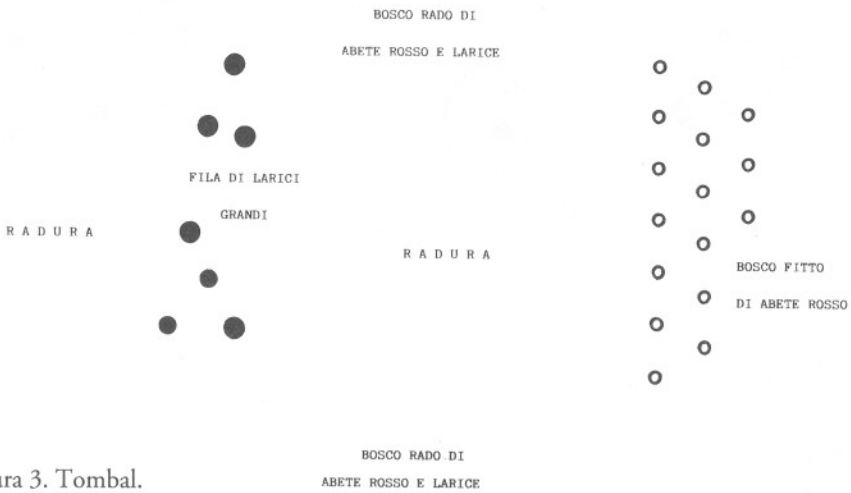 BOSCO RADO DI
ABETE ROSSO E LARICE
FILA DI LARICI
GRANDI
R A D U R A
R A D U R A
BOSCO FITTO
DI ABETE ROSSO
BOSCO RADO DI
ABETE ROSSO E LARICE
ura 3. Tombal.